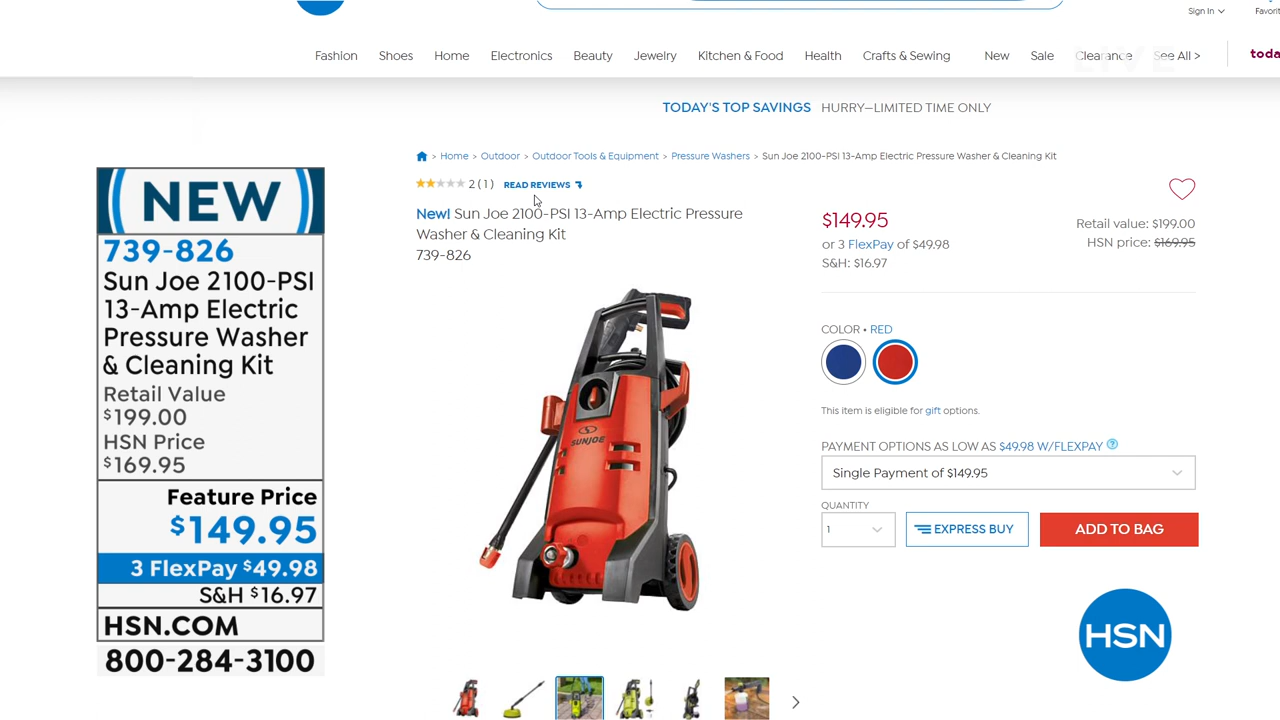 Sign In
Favorit
Fashion Shoes Home Electronics Beauty Jewelry Kitchen & Food Health Crafts & Sewing New Sale Clearance See All >
toda
LIVE
TODAY'S TOP SAVINGS HURRY—LIMITED TIME ONLY
> Home > Outdoor > Outdoor Tools & Equipment > Pressure Washers > Sun Joe 2100-PSI 13-Amp Electric Pressure Washer & Cleaning Kit
2 ( 1 ) READ REVIEWS
New! Sun Joe 2100-PSI 13-Amp Electric Pressure
Washer & Cleaning Kit
739-826
$149.95
or 3 FlexPay of $49.98
S&H: $16.97
Retail value: $199.00
HSN price: $169.95
COLOR • RED
This item is eligible for gift options.
PAYMENT OPTIONS AS LOW AS $49.98 W/FLEXPAY ?
Single Payment of $149.95
QUANTITY
1
EXPRESS BUY
ADD TO BAG
SUNJOE
HSN
NEW
739-826
Sun Joe 2100-PSI
13-Amp Electric
Pressure Washer
& Cleaning Kit
Retail Value
$199.00
HSN Price
$169.95
Feature Price
$149.95
3 FlexPay $49.98
S&H $16.97
HSN.COM
800-284-3100